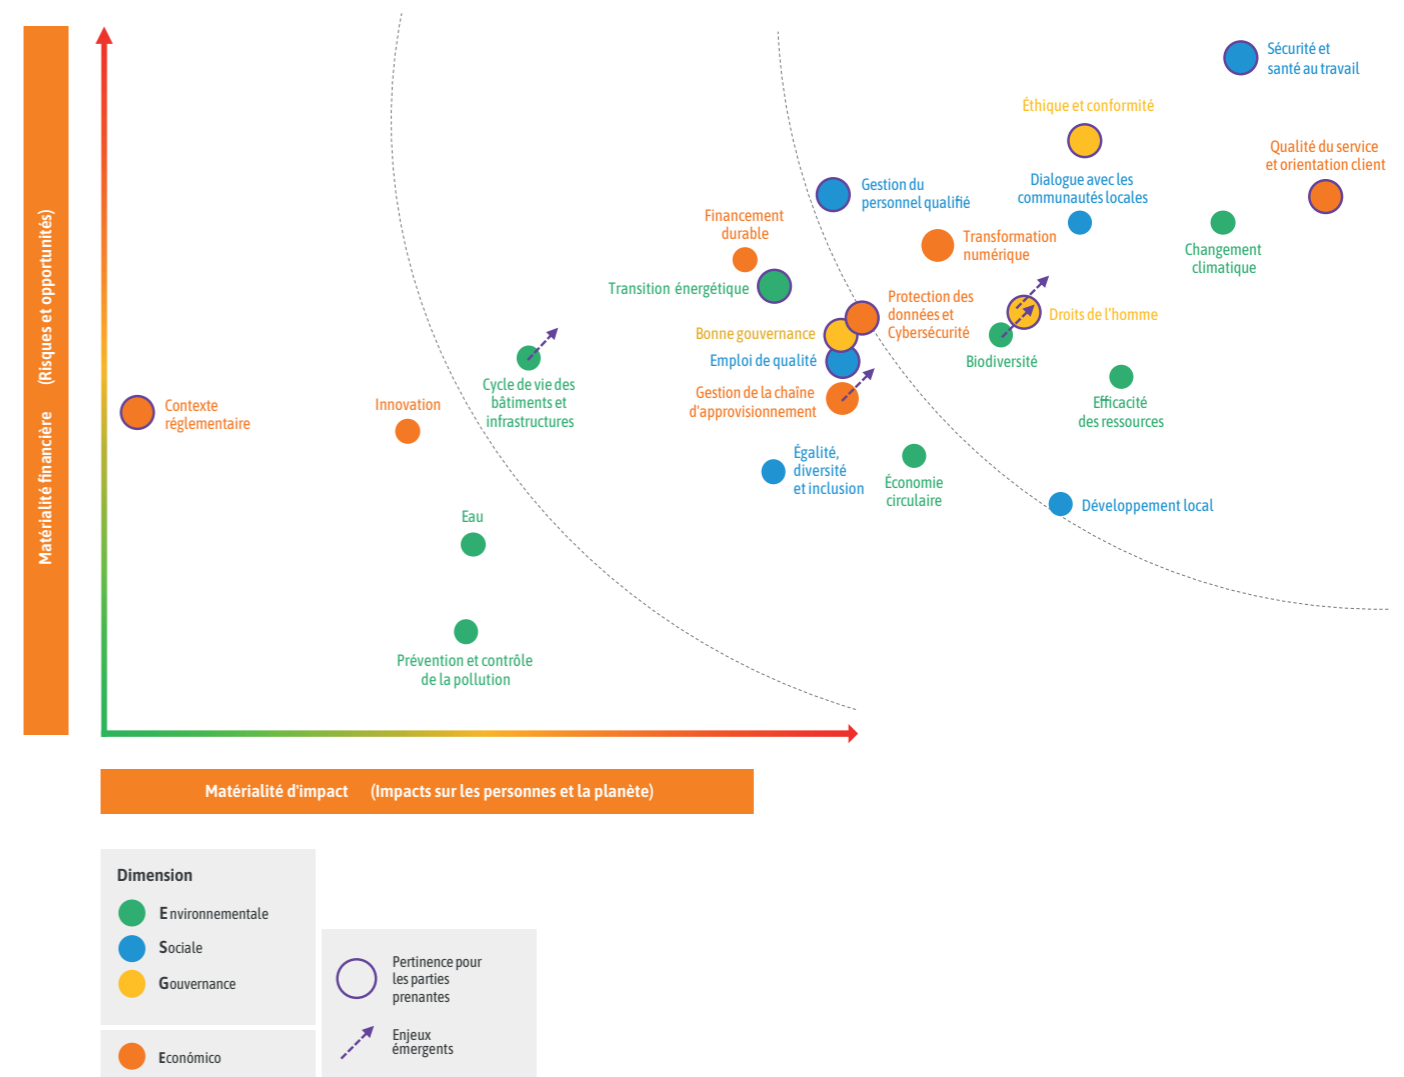 Matérialité financière (Risques et opportunités)
Sécurité et
santé au travail
Éthique et conformité
Qualité du service
et orientation client
Gestion du
personnel qualifié
Dialogue avec les
communautés locales
Financement
durable
Transformation
numérique
Changement
climatique
Transition énergétique
Protection des
données et
Cybersécurité
Droits de l'homme
Bonne gouvernance
Emploi de qualité
Biodiversité
Cycle de vie des
bâtiments et
infrastructures
Gestion de la chaîne
d'approvisionnement
Contexte
réglementaire
Innovation
Efficacité
des ressources
Égalité,
diversité
et inclusion
Économie
circulaire
Développement local
Eau
Prévention et contrôle
de la pollution
Matérialité d'impact (Impacts sur les personnes et la planète)
Dimension
Environnementale
Sociale
Gouvernance
Económico
Pertinence pour
les parties
prenantes
Enjeux
émergents